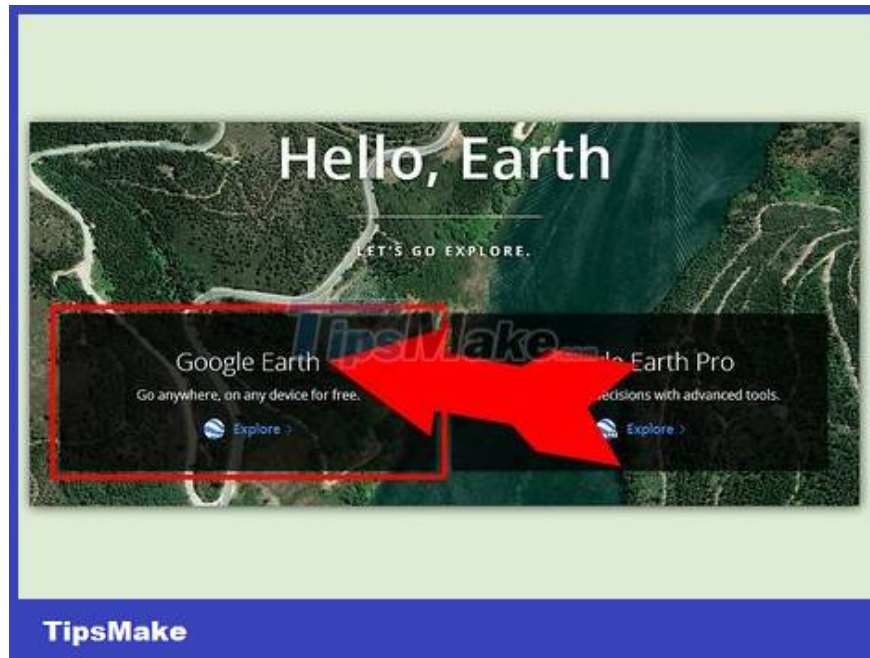 Hello, Earth
LET'S GO EXPLORE.
TipsMake
Google Earth
Earth Pro
Go anywhere, on any device for free.
ecisions with advanced tools.
Explore >
Explore >
TipsMake